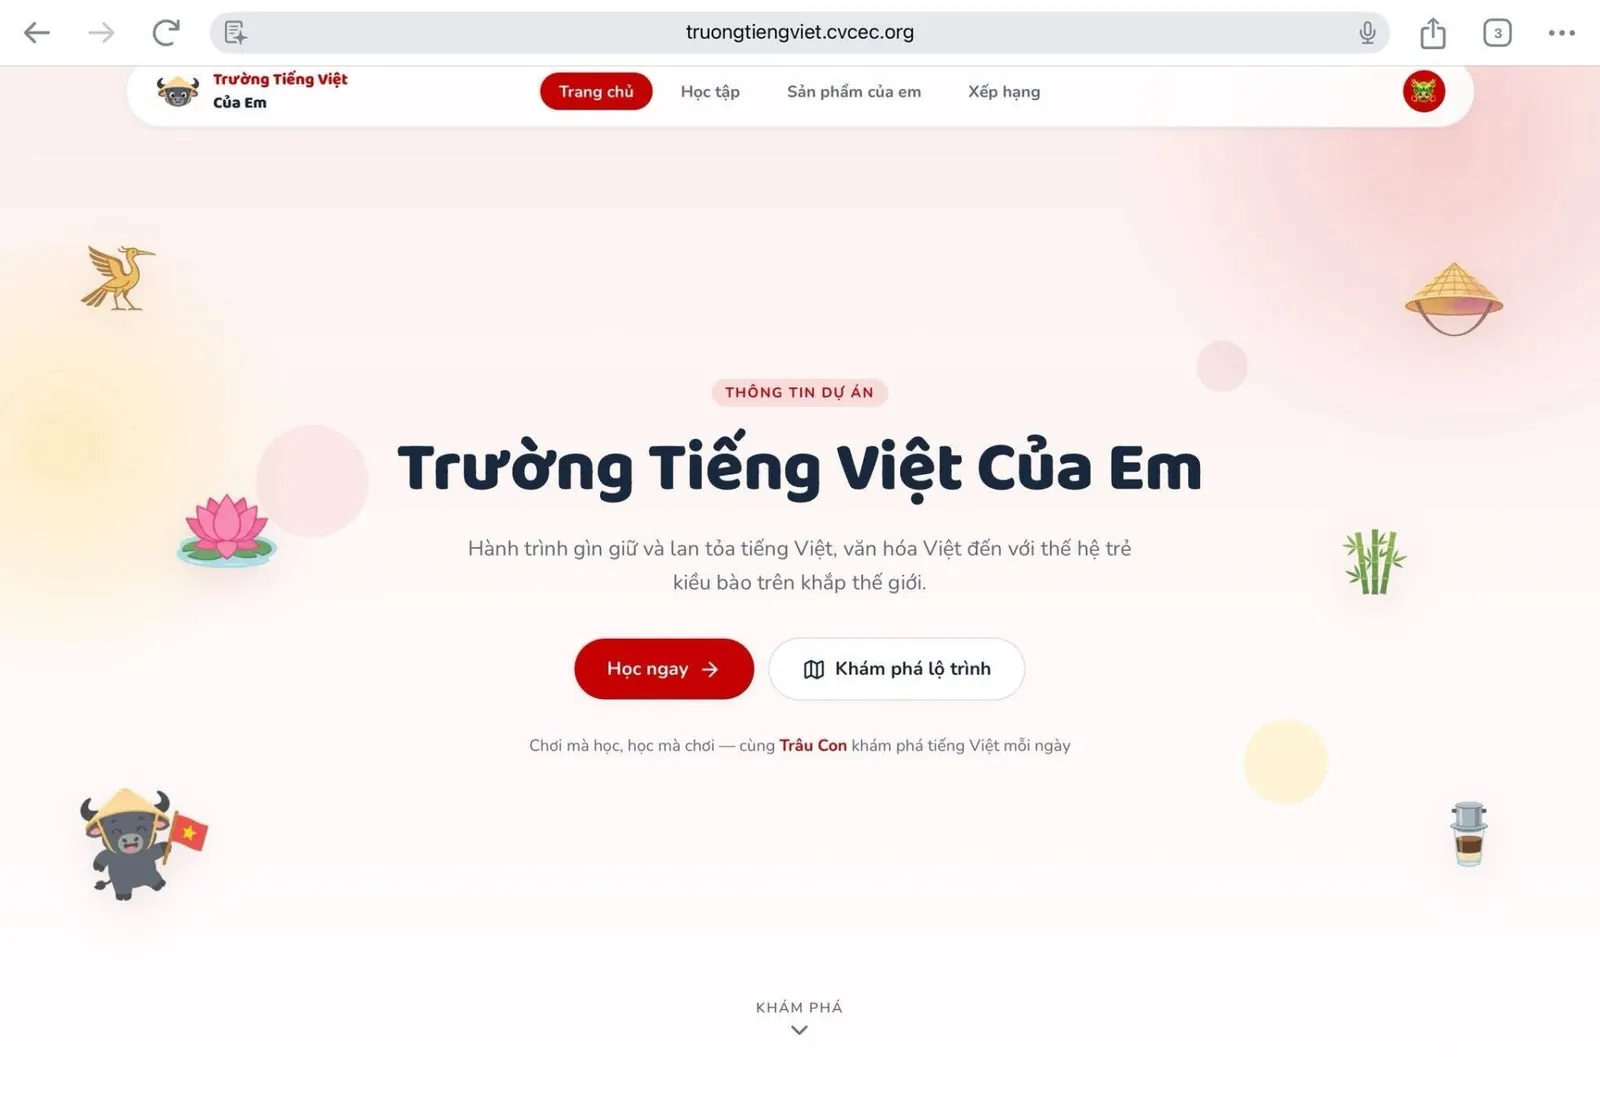 truongtiengviet.cvcec.org
3
Trường Tiếng Việt
Của Em
Trang chủ
Học tập
Sản phẩm của em
Xếp hạng
THÔNG TIN DỰ ÁN
Trường Tiếng Việt Của Em
Hành trình gìn giữ và lan tỏa tiếng Việt, văn hóa Việt đến với thế hệ trẻ
kiều bào trên khắp thế giới.
Học ngay →
Khám phá lộ trình
Chơi mà học, học mà chơi — cùng Trâu Con khám phá tiếng Việt mỗi ngày
KHÁM PHÁ